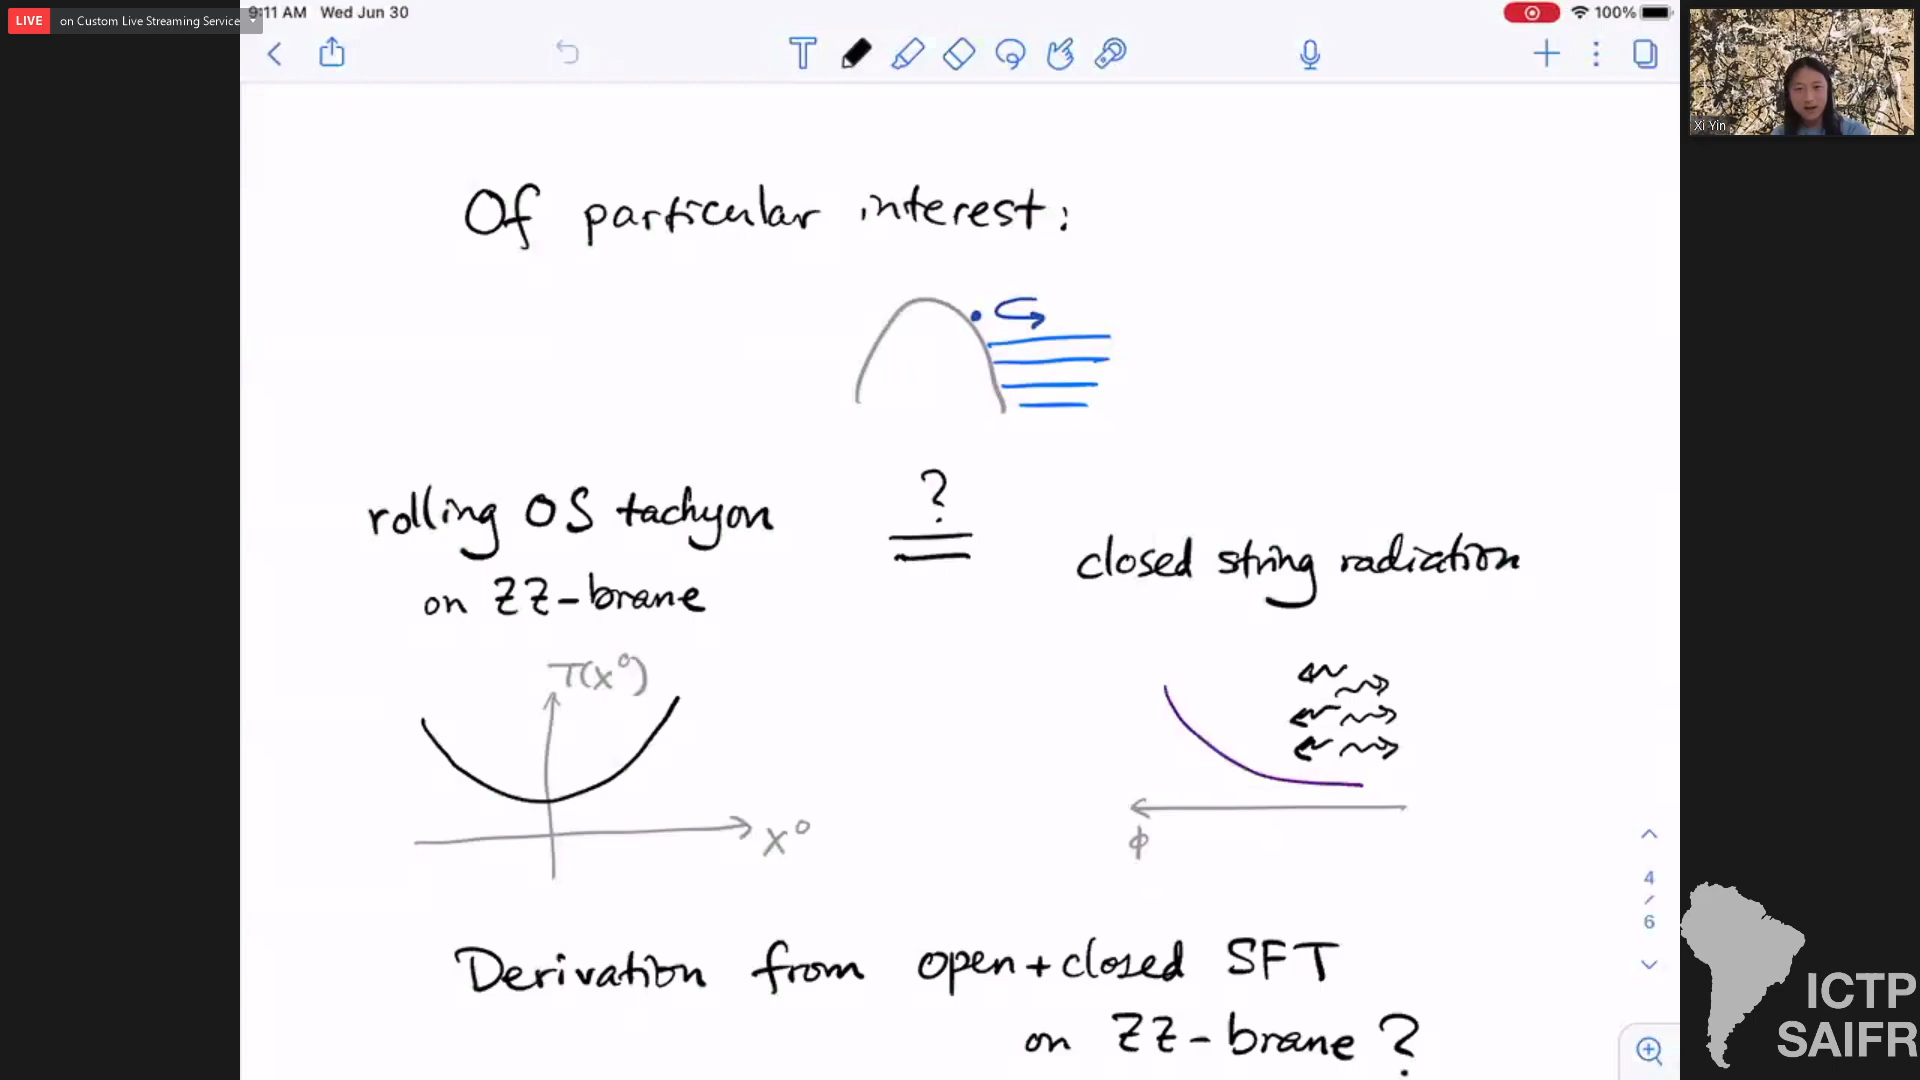 LIVE on Custom Live Streaming Service
9:11 AM Wed Jun 30
100%
T
Xi Yin
Of particular interest:
rolling OS tachyon
on ZZ-brane
?
=
closed string radiation
T(X⁰)
X⁰
ϕ
4
/
6
Derivation from open+closed SFT
on ZZ-brane?
ICTP
SAIFR